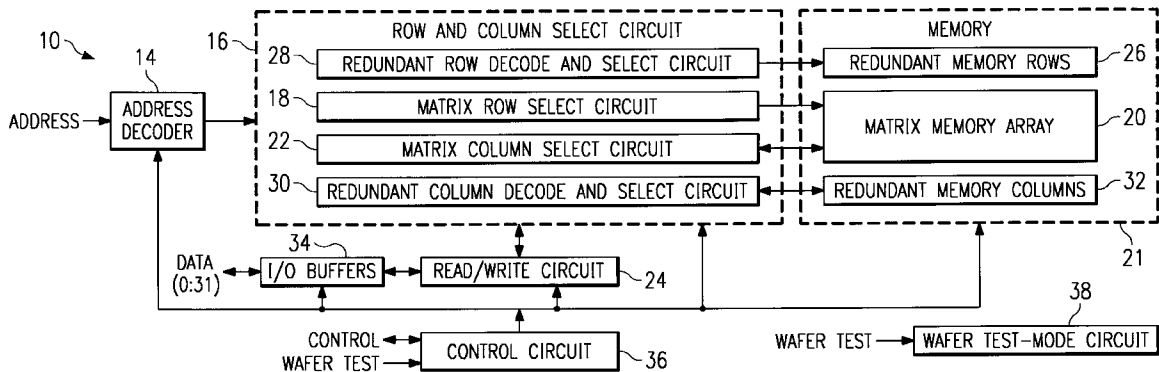 10
14
ADDRESS
ADDRESS
DECODER
16
ROW AND COLUMN SELECT CIRCUIT
28
REDUNDANT ROW DECODE AND SELECT CIRCUIT
18
MATRIX ROW SELECT CIRCUIT
22
MATRIX COLUMN SELECT CIRCUIT
30
REDUNDANT COLUMN DECODE AND SELECT CIRCUIT
MEMORY
REDUNDANT MEMORY ROWS
26
MATRIX MEMORY ARRAY
20
REDUNDANT MEMORY COLUMNS
32
21
DATA
(0:31)
34
I/O BUFFERS
READ/WRITE CIRCUIT
24
CONTROL
WAFER TEST
CONTROL CIRCUIT
36
WAFER TEST
38
WAFER TEST-MODE CIRCUIT